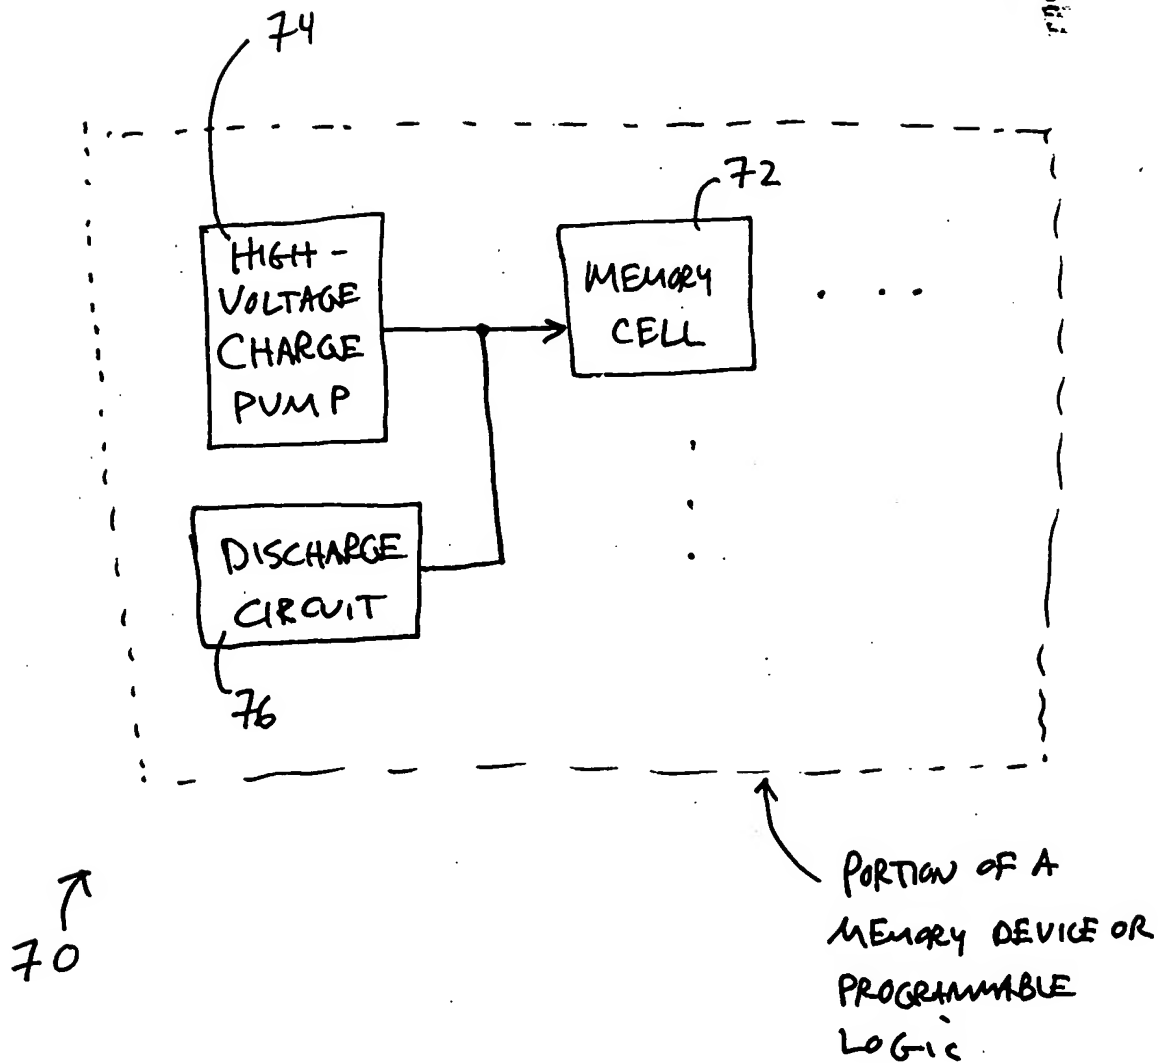 74
72
HIGH-
VOLTAGE
CHARGE
PUMP
MEMORY
CELL
. . .
DISCHARGE
CIRCUIT
76
70
PORTION OF A
MEMORY DEVICE OR
PROGRAMMABLE
LOGIC